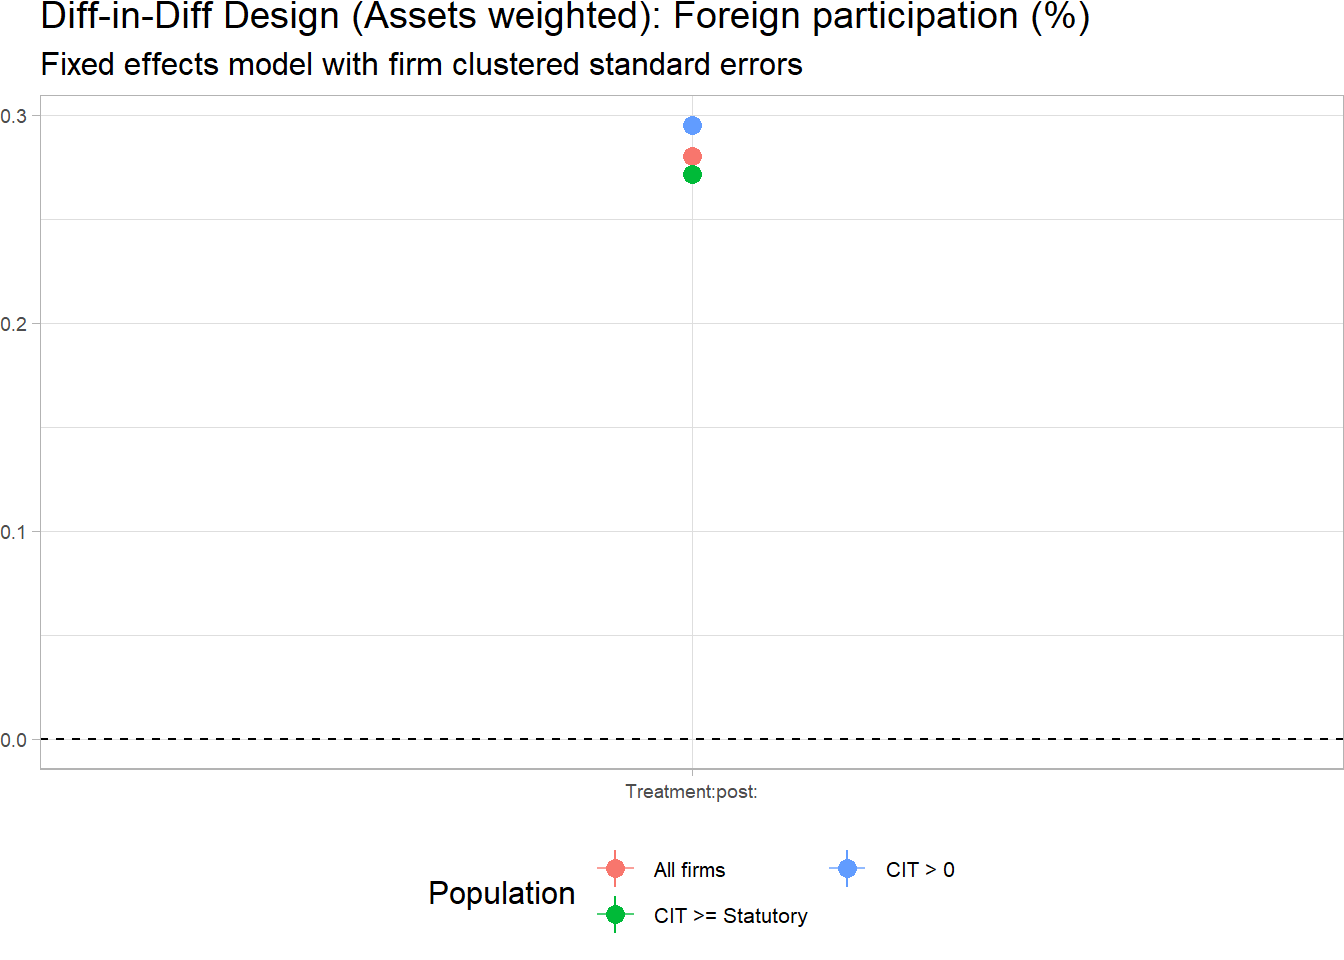 Diff-in-Diff Design (Assets weighted): Foreign participation (%)
Fixed effects model with firm clustered standard errors
0.3
0.2
0.1
0.0
Treatment:post:
Population
All firms
CIT > 0
CIT >= Statutory